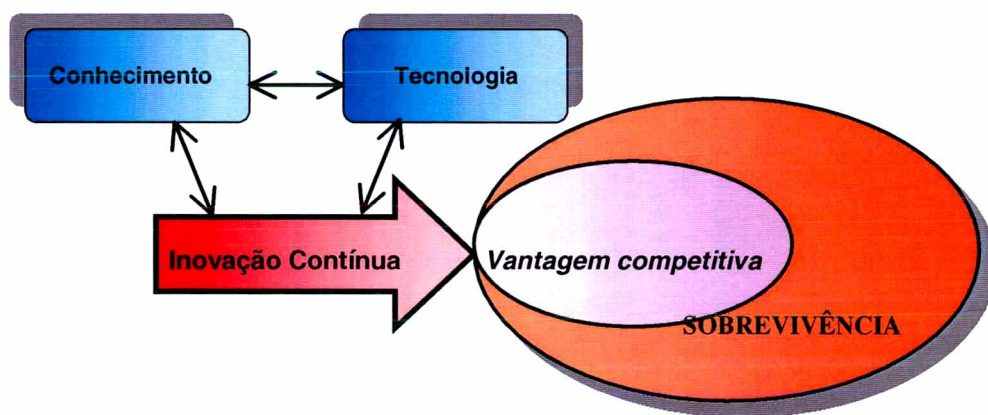 Conhecimento
Tecnologia
Inovação Contínua
Vantagem competitiva
SOBREVIVÊNCIA